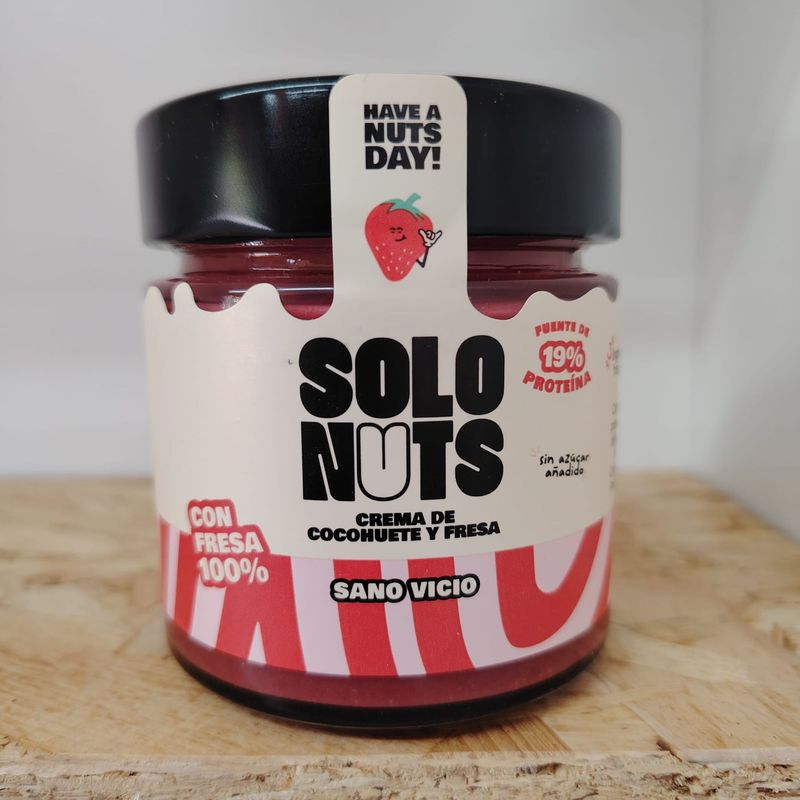 HAVE A
NUTS
DAY!
SOLO
NUTS
CREMA DE
COCOHUETE Y FRESA
SANO VICIO
FUENTE DE
19%
PROTEÍNA
sin azúcar
añadido
CON
FRESA
100%